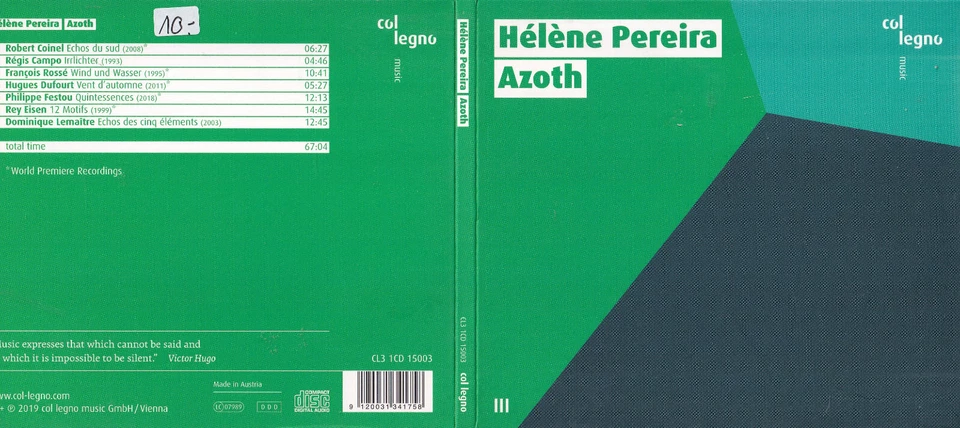 élène Pereira Azoth
10.-
col
legno
music
Robert Coinel Echos du sud (2008)* 06:27
Régis Campo Irrlichter (1993) 04:46
François Rossé Wind und Wasser (1995)* 10:41
Hugues Dufourt Vent d'automne (2011)* 05:27
Philippe Festou Quintessences (2018)* 12:13
Rey Eisen 12 Motifs (1999)* 14:45
Dominique Lemaître Echos des cinq éléments (2003) 12:45
total time 67:04
*World Premiere Recordings
Music expresses that which cannot be said and
which it is impossible to be silent." Victor Hugo
CL3 1CD 15003
www.col-legno.com
+ ℗ 2019 col legno music GmbH / Vienna
Made in Austria
LC 07989
DDD
COMPACT
disc
DIGITAL AUDIO
9 120031 341758
Hélène Pereira Azoth
CL3 1CD 15003
col legno
Hélène Pereira
Azoth
col
legno
music
III